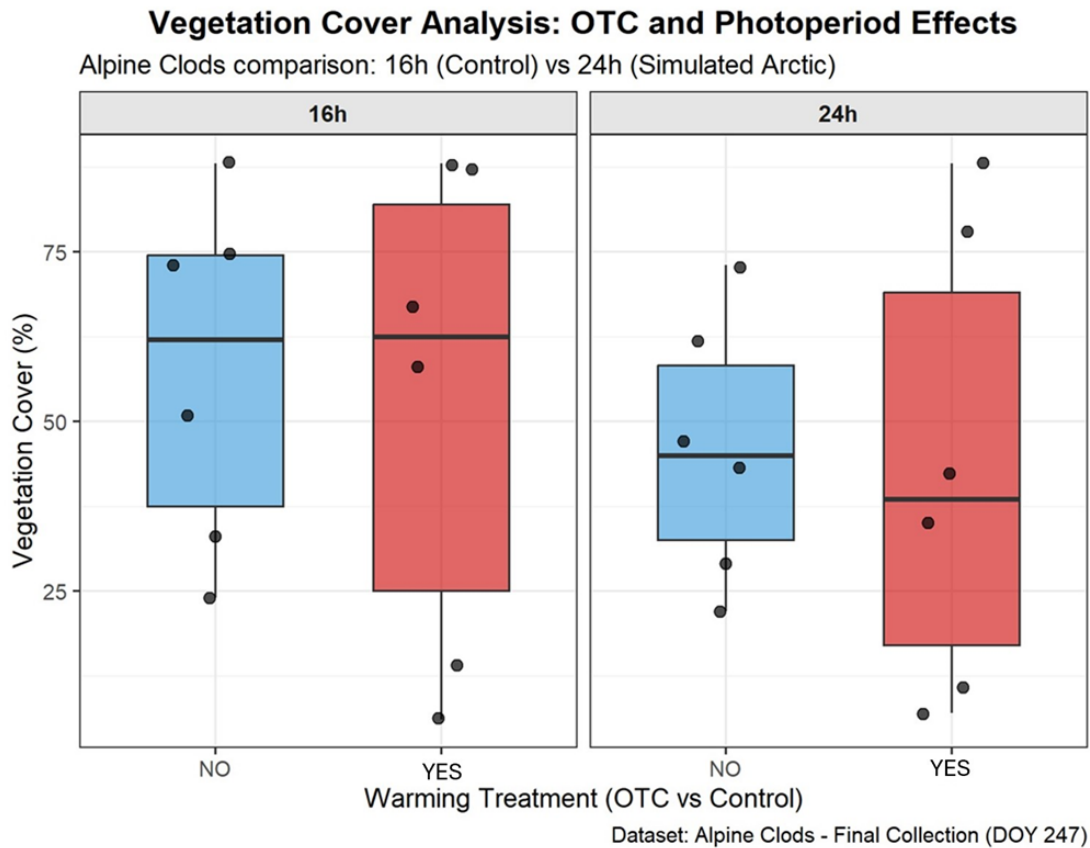 Vegetation Cover Analysis: OTC and Photoperiod Effects
Alpine Clods comparison: 16h (Control) vs 24h (Simulated Arctic)
16h
24h
Vegetation Cover (%)
75
50
25
NO
YES
NO
YES
Warming Treatment (OTC vs Control)
Dataset: Alpine Clods - Final Collection (DOY 247)